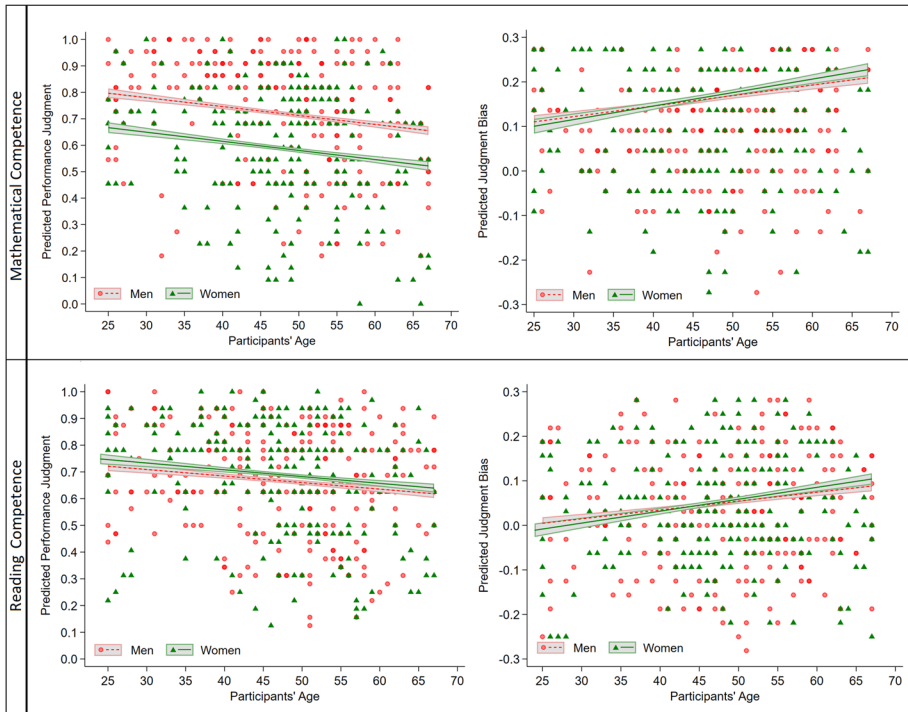 Mathematical Competence
Predicted Performance Judgment
1.0
0.9
0.8
0.7
0.6
0.5
0.4
0.3
0.2
0.1
0.0
Men
Women
25 30 35 40 45 50 55 60 65 70
Participants' Age
Predicted Judgment Bias
0.3
0.2
0.1
0.0
-0.1
-0.2
-0.3
Men
Women
25 30 35 40 45 50 55 60 65 70
Participants' Age
Reading Competence
Predicted Performance Judgment
1.0
0.9
0.8
0.7
0.6
0.5
0.4
0.3
0.2
0.1
0.0
Men
Women
25 30 35 40 45 50 55 60 65 70
Participants' Age
Predicted Judgment Bias
0.3
0.2
0.1
0.0
-0.1
-0.2
-0.3
Men
Women
25 30 35 40 45 50 55 60 65 70
Participants' Age